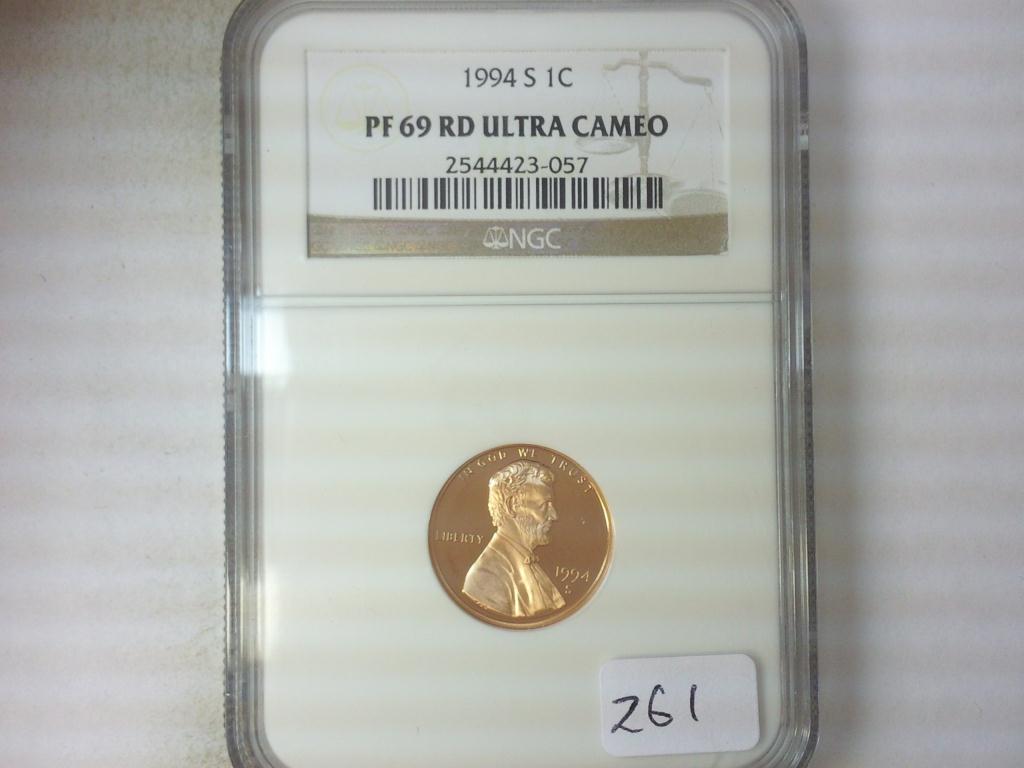 1994 S 1C
PF 69 RD ULTRA CAMEO
2544423-057
NGC
IN GOD WE TRUST
LIBERTY
1994
S
261